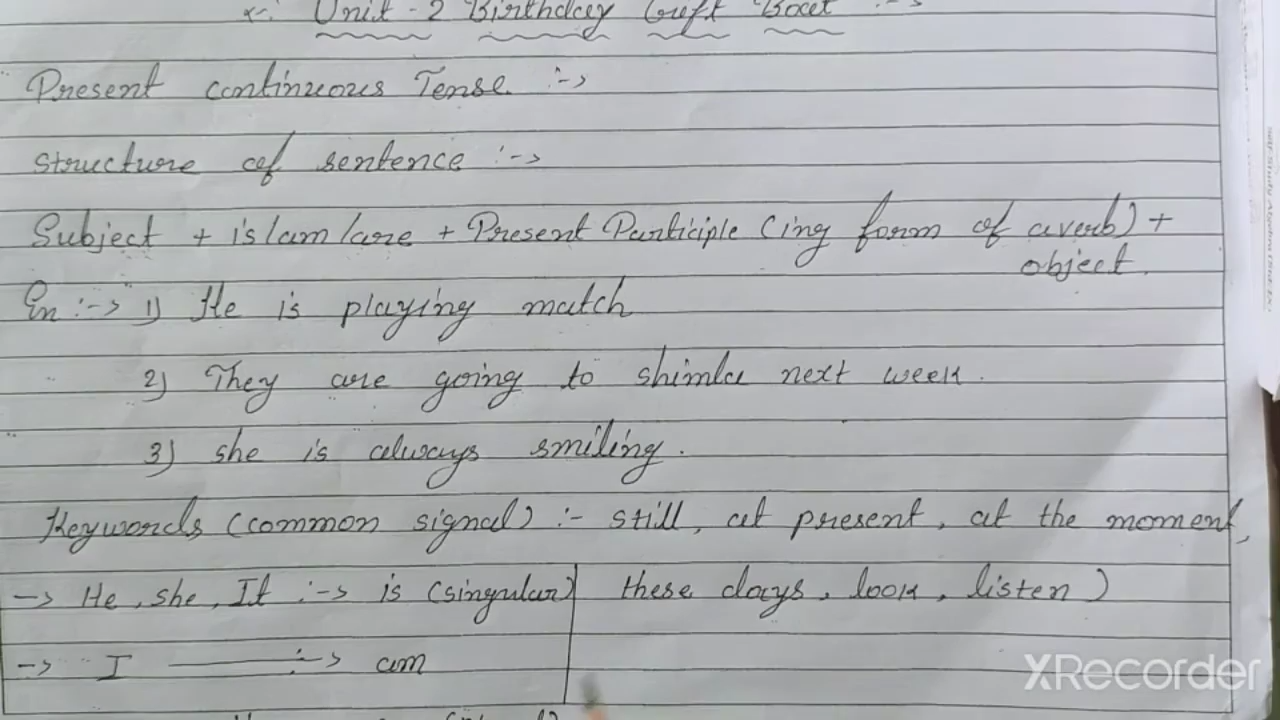 Unit - 2 Birthday Gift Boat :->
Present continuous Tense :->
structure of sentence :->
Subject + is/am/are + Present Participle (ing form of a verb) +
object.
Ex :-> 1) He is playing match
2) They are going to shimla next week.
3) she is always smiling.
Keywords (common signal) :- still, at present, at the moment,
-> He, she, It :-> is (singular) these days, look, listen)
-> I :-> am
XRecorder